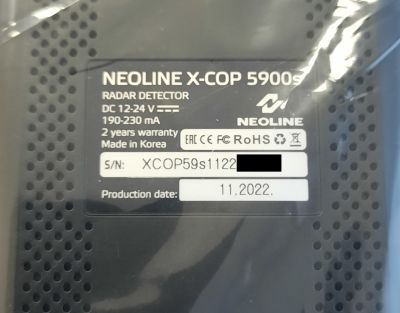 NEOLINE X-COP 5900s
RADAR DETECTOR
DC 12-24 V
190-230 mA
2 years warranty
Made in Korea
NEOLINE
EAC CE FC RoHS
S/N: XCOP59s1122
Production date: 11.2022.